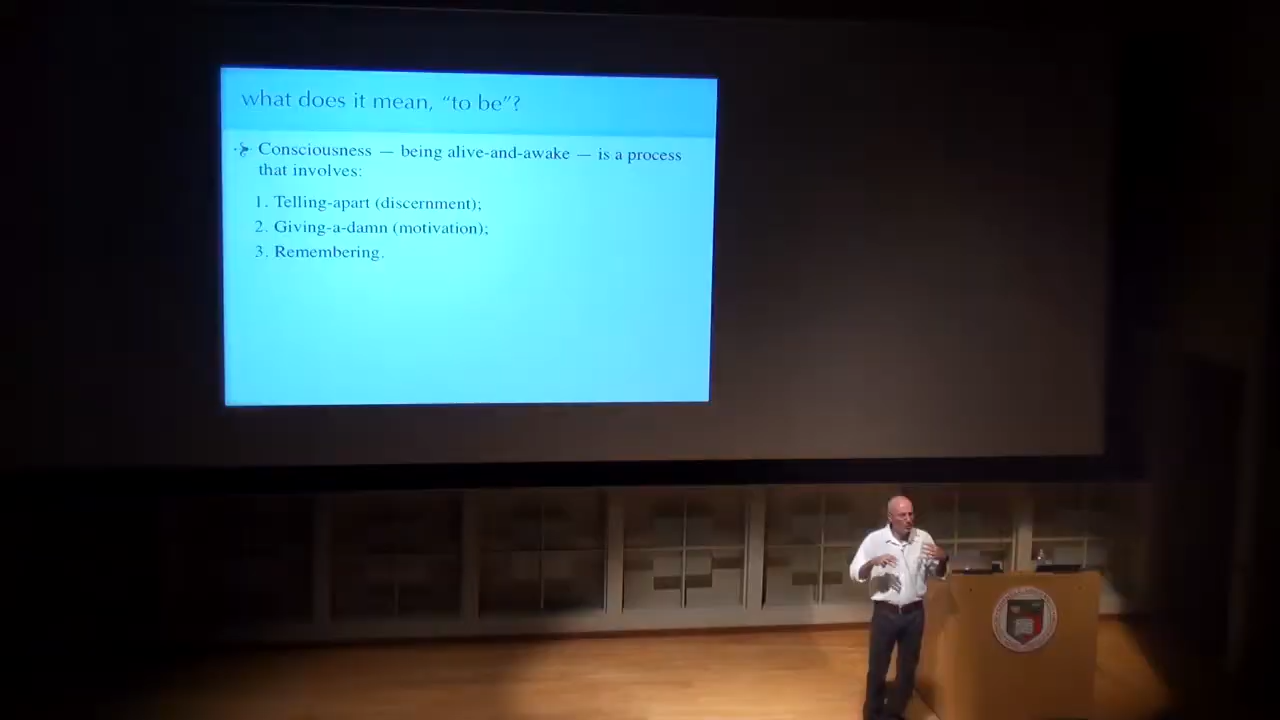 what does it mean, “to be”?
Consciousness — being alive-and-awake — is a process
that involves:
1. Telling-apart (discernment);
2. Giving-a-damn (motivation);
3. Remembering.